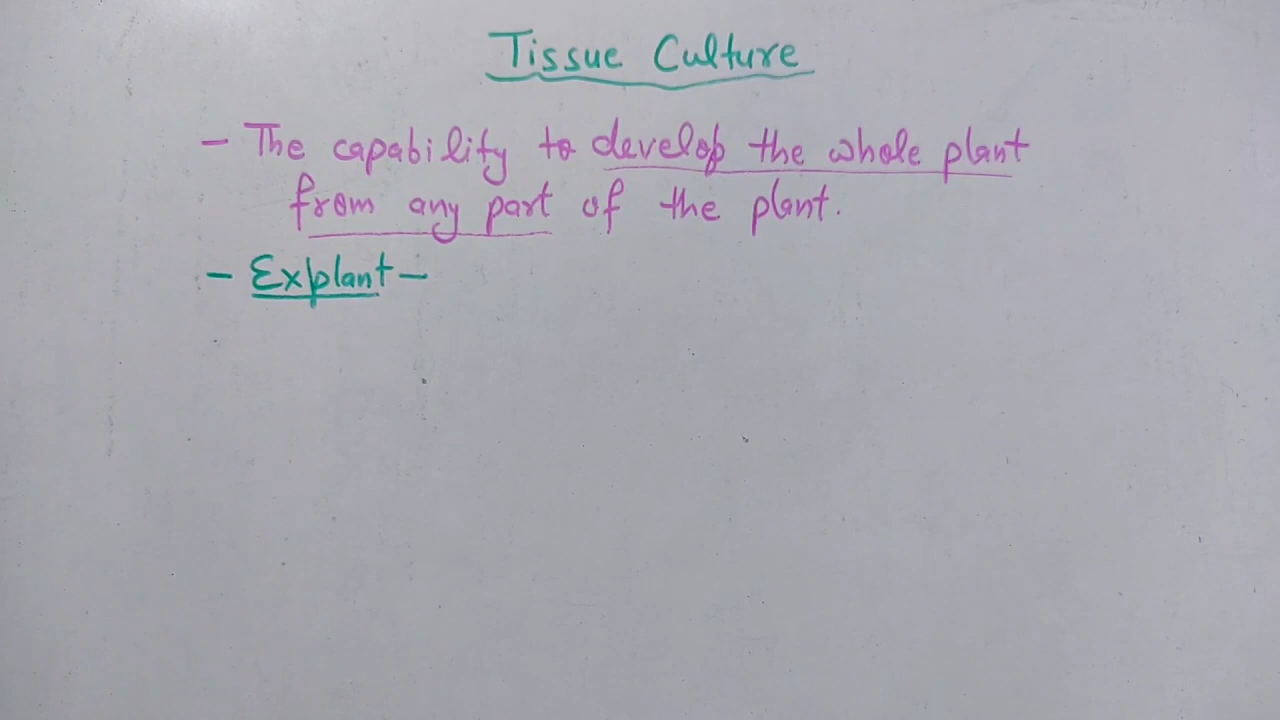 Tissue Culture
- The capability to develop the whole plant
from any part of the plant.
- Explant -